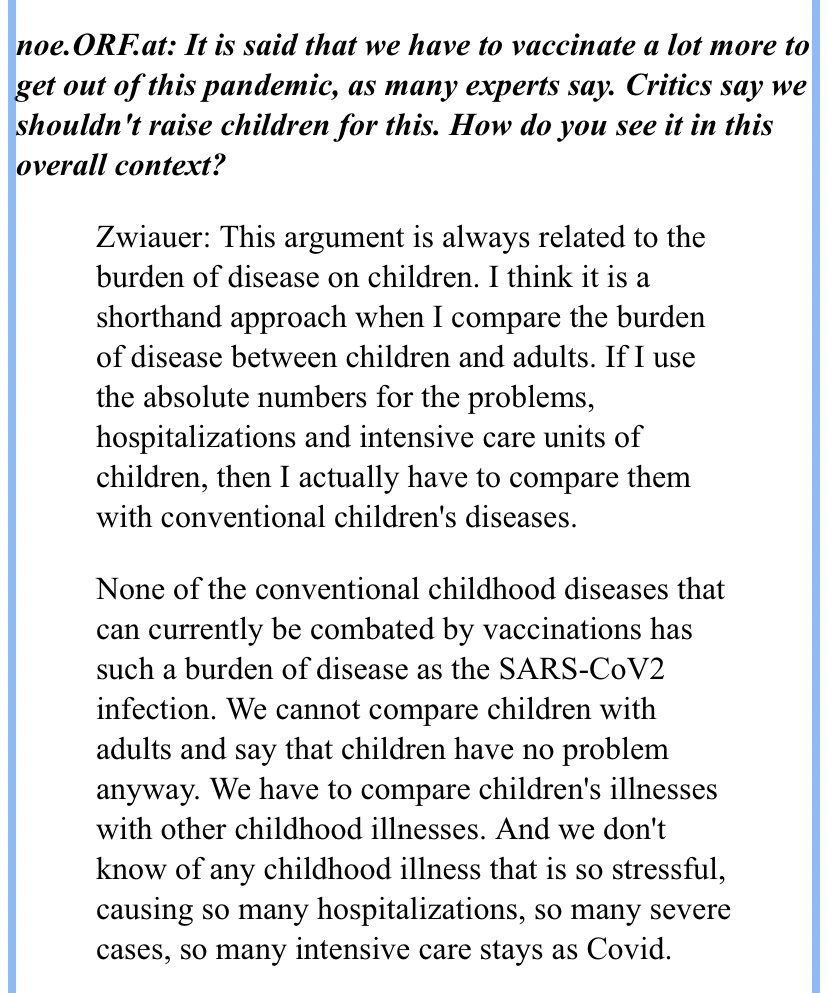 noe.ORF.at: It is said that we have to vaccinate a lot more to
get out of this pandemic, as many experts say. Critics say we
shouldn't raise children for this. How do you see it in this
overall context?
Zwiauer: This argument is always related to the
burden of disease on children. I think it is a
shorthand approach when I compare the burden
of disease between children and adults. If I use
the absolute numbers for the problems,
hospitalizations and intensive care units of
children, then I actually have to compare them
with conventional children's diseases.
None of the conventional childhood diseases that
can currently be combated by vaccinations has
such a burden of disease as the SARS-CoV2
infection. We cannot compare children with
adults and say that children have no problem
anyway. We have to compare children's illnesses
with other childhood illnesses. And we don't
know of any childhood illness that is so stressful,
causing so many hospitalizations, so many severe
cases, so many intensive care stays as Covid.